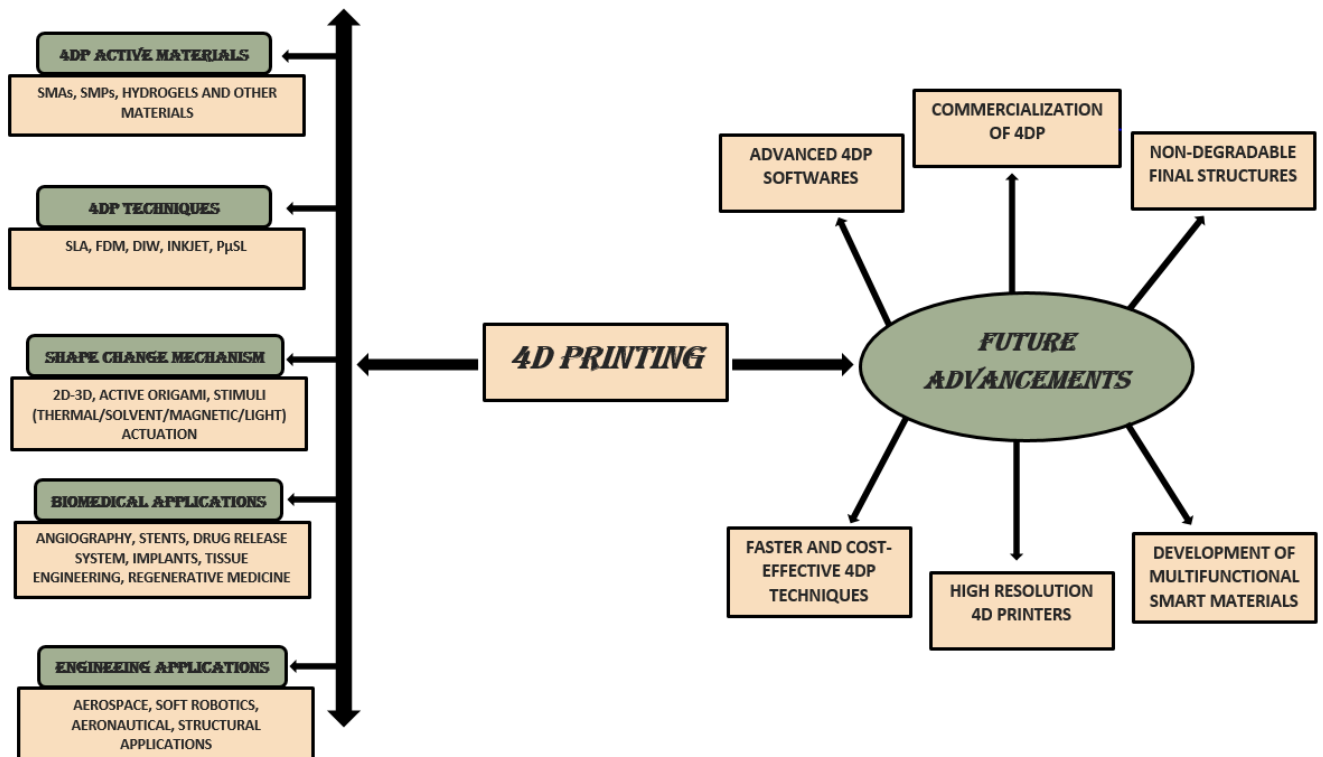 4DP ACTIVE MATERIALS
SMAs, SMPs, HYDROGELS AND OTHER
MATERIALS
4DP TECHNIQUES
SLA, FDM, DIW, INKJET, PµSL
SHAPE CHANGE MECHANISM
2D-3D, ACTIVE ORIGAMI, STIMULI
(THERMAL/SOLVENT/MAGNETIC/LIGHT)
ACTUATION
BIOMEDICAL APPLICATIONS
ANGIOGRAPHY, STENTS, DRUG RELEASE
SYSTEM, IMPLANTS, TISSUE
ENGINEERING, REGENERATIVE MEDICINE
ENGINEEING APPLICATIONS
AEROSPACE, SOFT ROBOTICS,
AERONAUTICAL, STRUCTURAL
APPLICATIONS
4D PRINTING
FUTURE
ADVANCEMENTS
ADVANCED 4DP
SOFTWARES
COMMERCIALIZATION
OF 4DP
NON-DEGRADABLE
FINAL STRUCTURES
FASTER AND COST-
EFFECTIVE 4DP
TECHNIQUES
HIGH RESOLUTION
4D PRINTERS
DEVELOPMENT OF
MULTIFUNCTIONAL
SMART MATERIALS